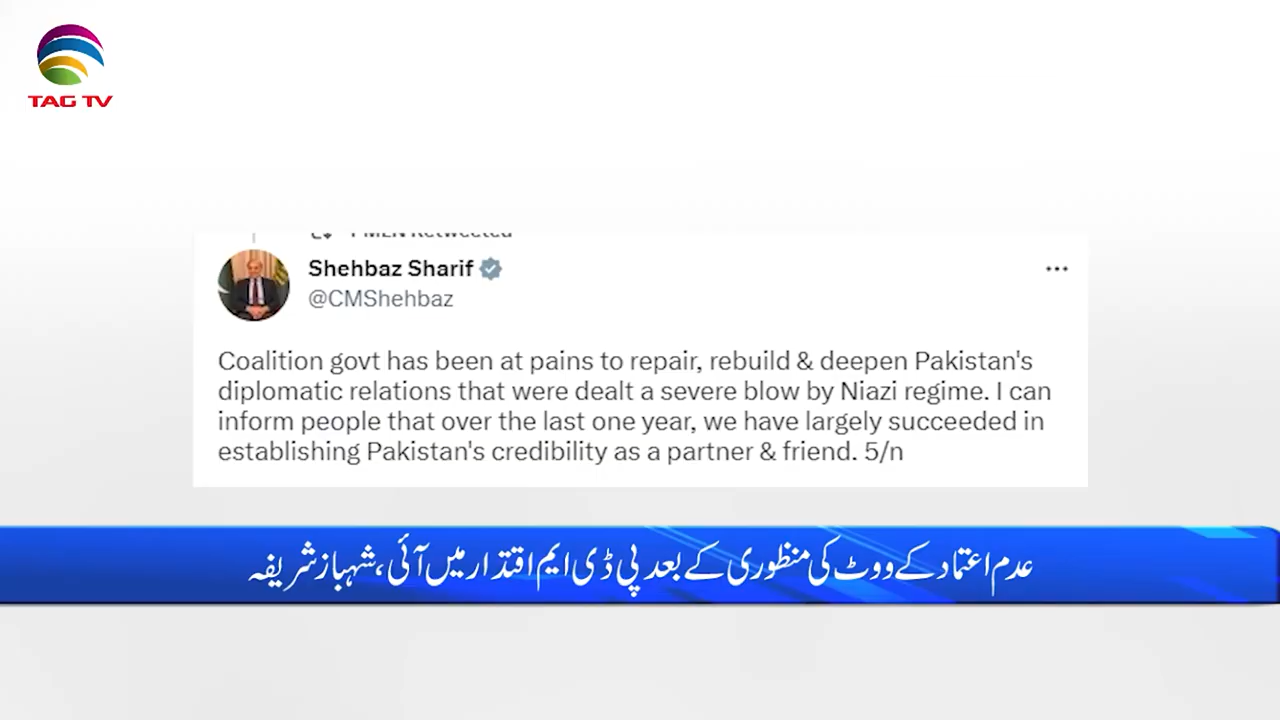 TAG TV
PMLN Retweeted
Shehbaz Sharif
@CMShehbaz
Coalition govt has been at pains to repair, rebuild & deepen Pakistan's
diplomatic relations that were dealt a severe blow by Niazi regime. I can
inform people that over the last one year, we have largely succeeded in
establishing Pakistan's credibility as a partner & friend. 5/n
عدم اعتماد کے ووٹ کی منظوری کے بعد پی ڈی ایم اقتدار میں آئی، شہباز شریفہ